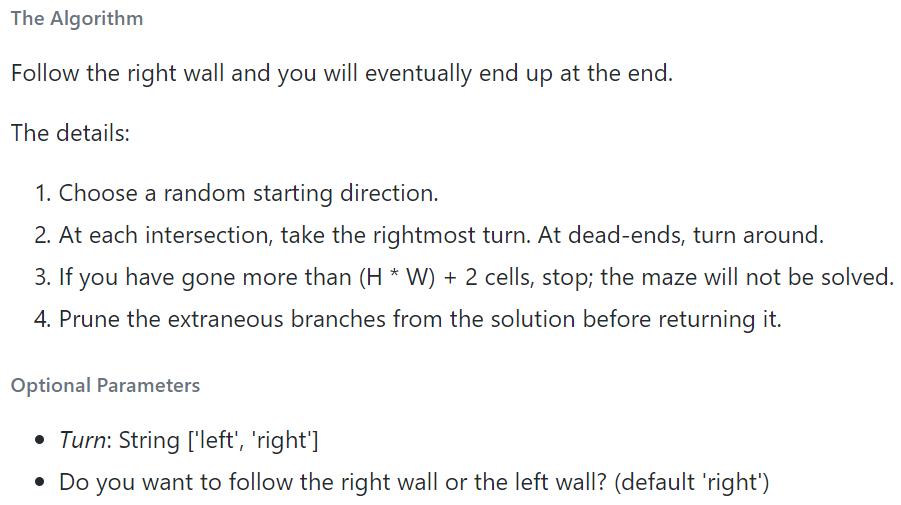 The Algorithm
Follow the right wall and you will eventually end up at the end.
The details:
1. Choose a random starting direction.
2. At each intersection, take the rightmost turn. At dead-ends, turn around.
3. If you have gone more than (H * W) + 2 cells, stop; the maze will not be solved.
4. Prune the extraneous branches from the solution before returning it.
Optional Parameters
• Turn: String ['left', 'right']
• Do you want to follow the right wall or the left wall? (default 'right')